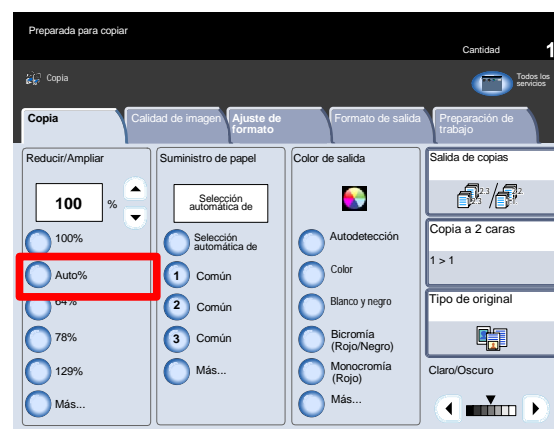 Preparada para copiar
Cantidad 1
Copia
Todos los
servicios
Copia
Calidad de imagen
Ajuste de
formato
Formato de salida
Preparación de
trabajo
Reducir/Ampliar
100 %
100%
Auto%
64%
78%
129%
Más...
Suministro de papel
Selección
automática de
Selección
automática de
1 Común
2 Común
3 Común
Más...
Color de salida
Autodetección
Color
Blanco y negro
Bicromía
(Rojo/Negro)
Monocromía
(Rojo)
Más...
Salida de copias
Copia a 2 caras
1 > 1
Tipo de original
Claro/Oscuro